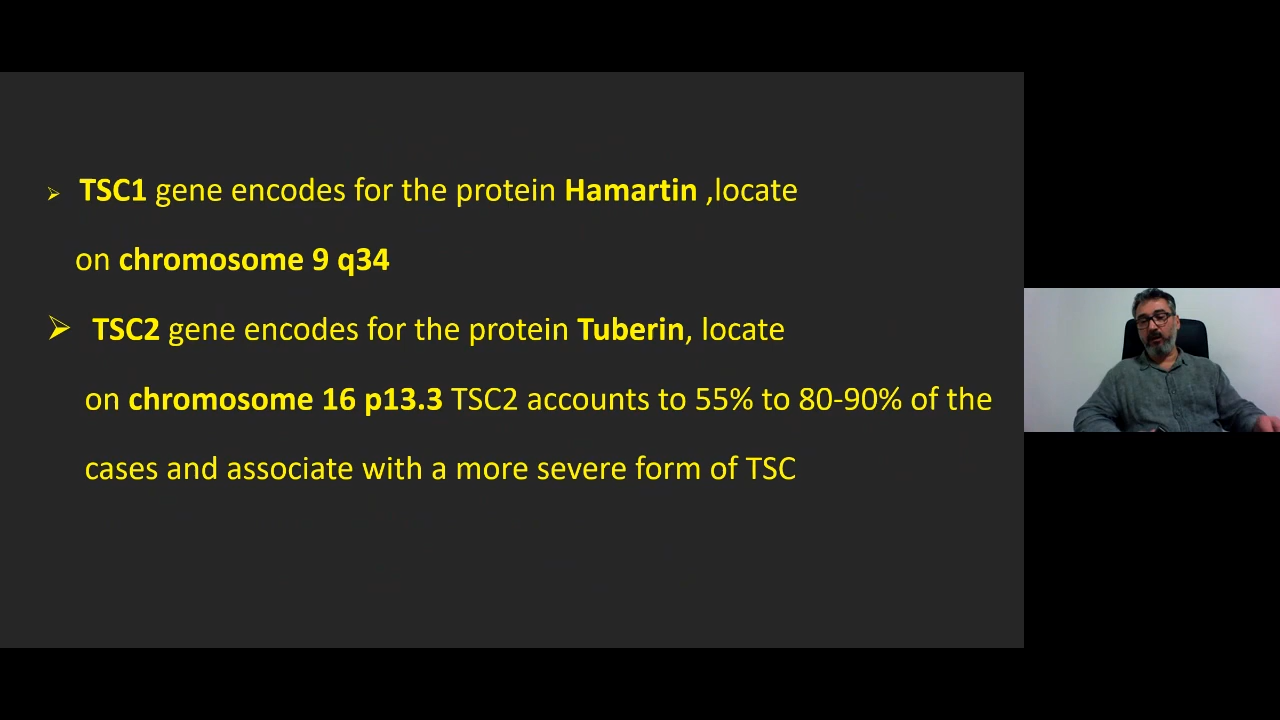 ➢ TSC1 gene encodes for the protein Hamartin ,locate
on chromosome 9 q34
➢ TSC2 gene encodes for the protein Tuberin, locate
on chromosome 16 p13.3 TSC2 accounts to 55% to 80-90% of the
cases and associate with a more severe form of TSC